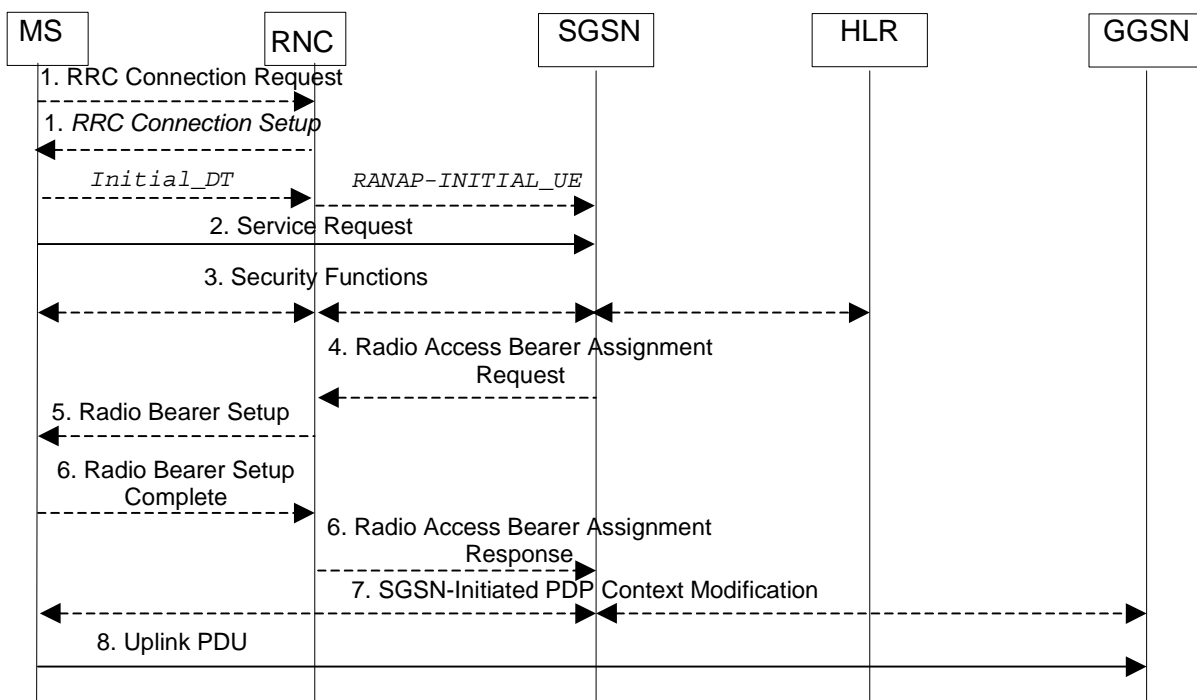 MS
RNC
SGSN
HLR
GGSN
1. RRC Connection Request
1. RRC Connection Setup
Initial_DT
RANAP-INITIAL_UE
2. Service Request
3. Security Functions
4. Radio Access Bearer Assignment
Request
5. Radio Bearer Setup
6. Radio Bearer Setup
Complete
6. Radio Access Bearer Assignment
Response
7. SGSN-Initiated PDP Context Modification
8. Uplink PDU